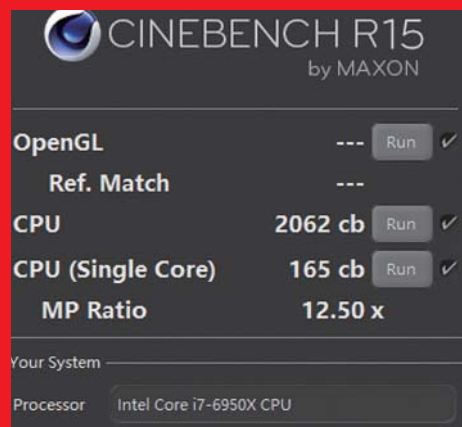 CINEBENCH R15
by MAXON
OpenGL --- Run
Ref. Match ---
CPU 2062 cb Run
CPU (Single Core) 165 cb Run
MP Ratio 12.50 x
Your System
Processor Intel Core i7-6950X CPU